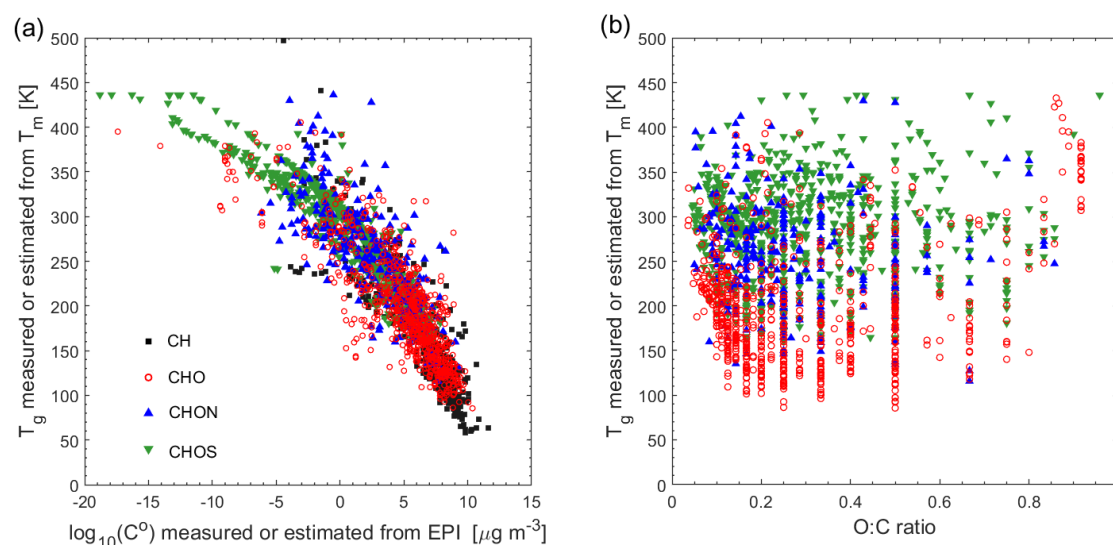 (a)
T_g measured or estimated from T_m [K]
500
450
400
350
300
250
200
150
100
50
0
CH
CHO
CHON
CHOS
-20 -15 -10 -5 0 5 10 15
log₁₀(C°) measured or estimated from EPI [μg m⁻³]
(b)
T_g measured or estimated from T_m [K]
500
450
400
350
300
250
200
150
100
50
0
0 0.2 0.4 0.6 0.8
O:C ratio